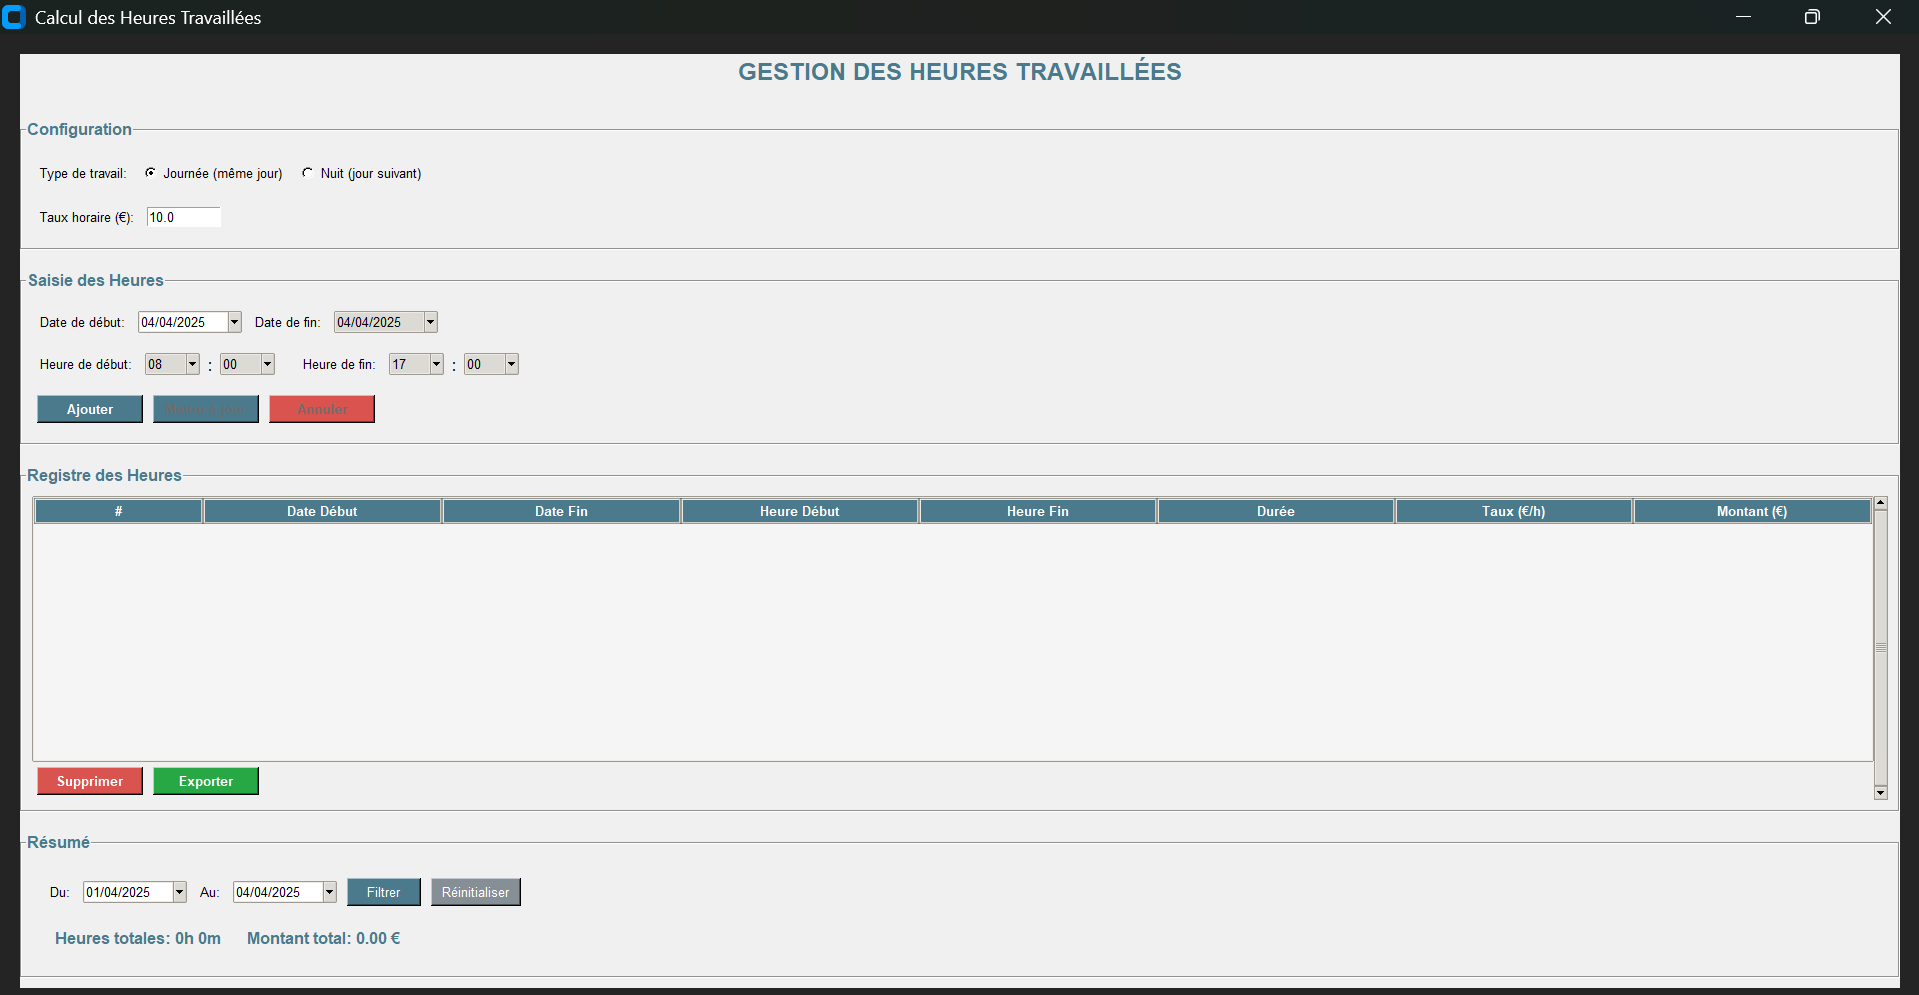 Calcul des Heures Travaillées
GESTION DES HEURES TRAVAILLÉES
Configuration
Type de travail: Journée (même jour) Nuit (jour suivant)
Taux horaire (€): 10.0
Saisie des Heures
Date de début: 04/04/2025 Date de fin: 04/04/2025
Heure de début: 08 : 00 Heure de fin: 17 : 00
Ajouter Annuler
Registre des Heures
# Date Début Date Fin Heure Début Heure Fin Durée Taux (€/h) Montant (€)
Supprimer Exporter
Résumé
Du: 01/04/2025 Au: 04/04/2025 Filtrer Réinitialiser
Heures totales: 0h 0m Montant total: 0.00 €